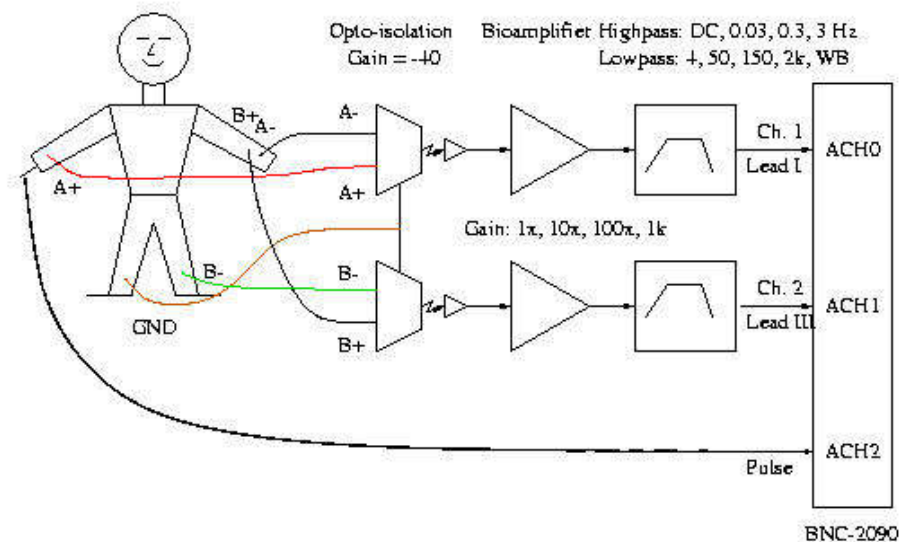 Opto-isolation
Gain = -40
Bioamplifier Highpass: DC, 0.03, 0.3, 3 Hz
Lowpass: 4, 50, 150, 2k, WB
B+
A-
A-
A+
A+
Ch. 1
Lead I
ACH0
Gain: 1x, 10x, 100x, 1k
B-
B-
B+
GND
Ch. 2
Lead III
ACH1
Pulse
ACH2
BNC-2090